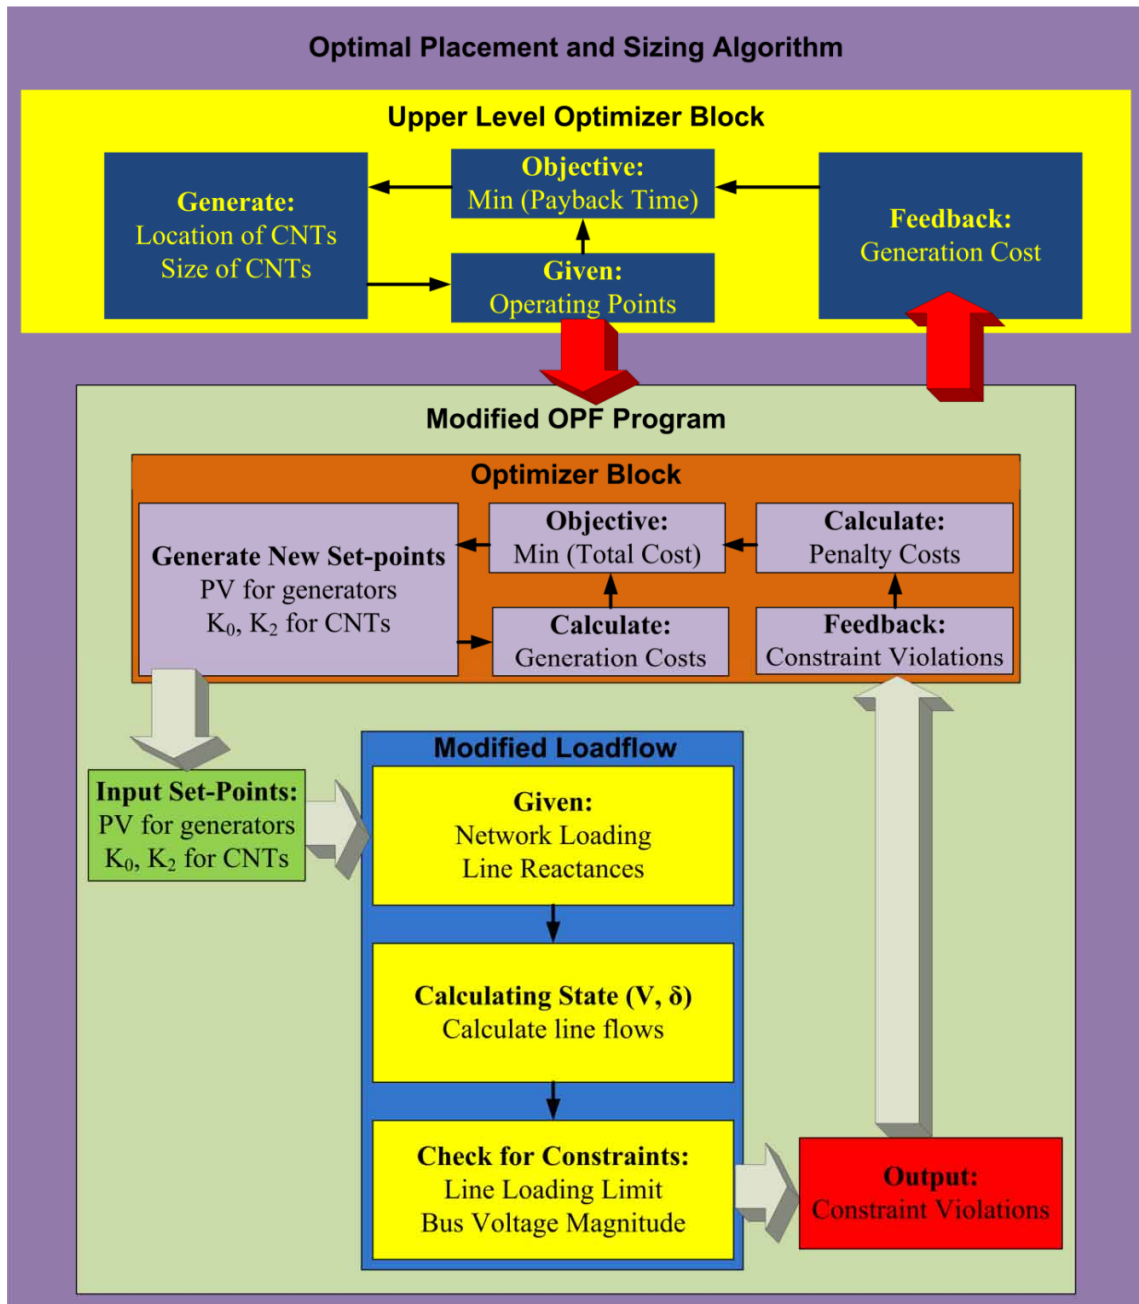 Optimal Placement and Sizing Algorithm
Upper Level Optimizer Block
Generate:
Location of CNTs
Size of CNTs
Objective:
Min (Payback Time)
Given:
Operating Points
Feedback:
Generation Cost
Modified OPF Program
Optimizer Block
Generate New Set-points
PV for generators
K₀, K₂ for CNTs
Objective:
Min (Total Cost)
Calculate:
Generation Costs
Calculate:
Penalty Costs
Feedback:
Constraint Violations
Input Set-Points:
PV for generators
K₀, K₂ for CNTs
Modified Loadflow
Given:
Network Loading
Line Reactances
Calculating State (V, δ)
Calculate line flows
Check for Constraints:
Line Loading Limit
Bus Voltage Magnitude
Output:
Constraint Violations